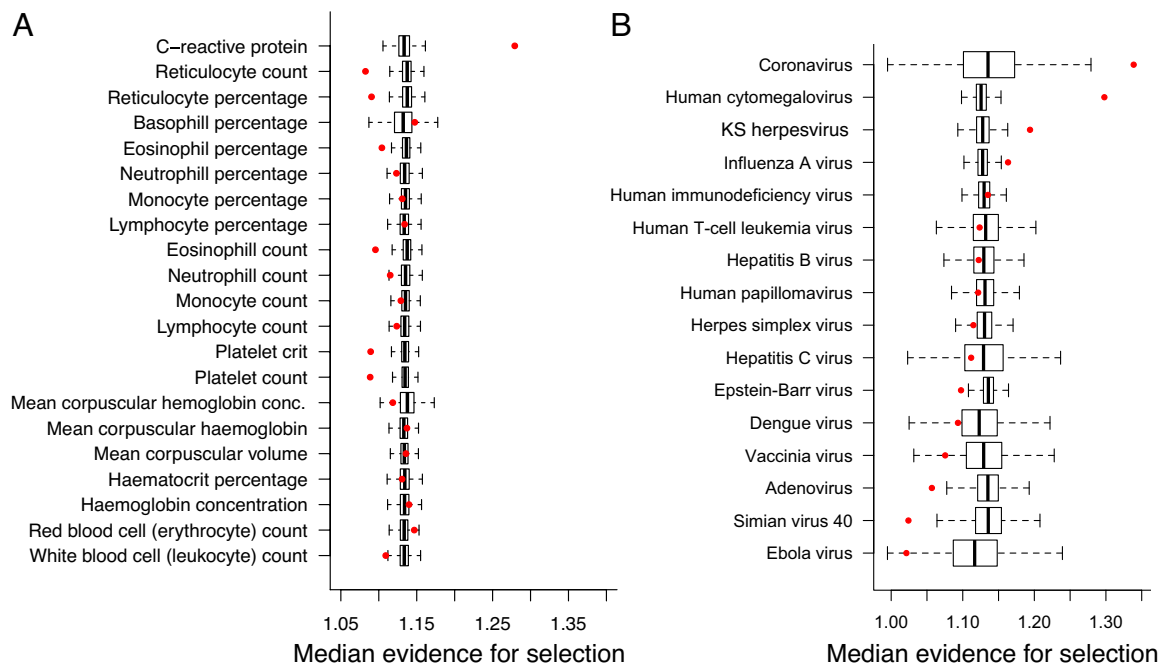 A
C−reactive protein
Reticulocyte count
Reticulocyte percentage
Basophill percentage
Eosinophil percentage
Neutrophill percentage
Monocyte percentage
Lymphocyte percentage
Eosinophill count
Neutrophill count
Monocyte count
Lymphocyte count
Platelet crit
Platelet count
Mean corpuscular hemoglobin conc.
Mean corpuscular haemoglobin
Mean corpuscular volume
Haematocrit percentage
Haemoglobin concentration
Red blood cell (erythrocyte) count
White blood cell (leukocyte) count
1.05 1.15 1.25 1.35
Median evidence for selection
B
Coronavirus
Human cytomegalovirus
KS herpesvirus
Influenza A virus
Human immunodeficiency virus
Human T-cell leukemia virus
Hepatitis B virus
Human papillomavirus
Herpes simplex virus
Hepatitis C virus
Epstein-Barr virus
Dengue virus
Vaccinia virus
Adenovirus
Simian virus 40
Ebola virus
1.00 1.10 1.20 1.30
Median evidence for selection